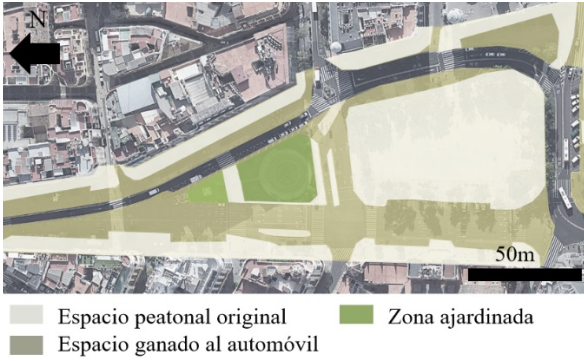 N
50m
Espacio peatonal original
Zona ajardinada
Espacio ganado al automóvil